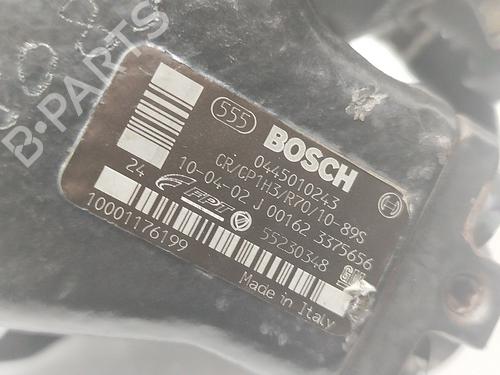 555
BOSCH
0445010243
CR/CP1H3/R70/10-89S
24
10-04-02 J 00162 3375656
FPT
55230348
GM
10001176199
Made in Italy
B-PARTS